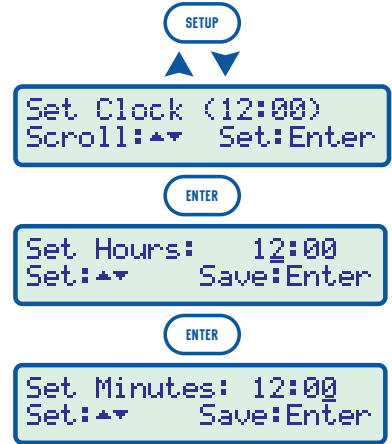 SETUP
Set Clock (12:00)
Scroll:▲▼ Set:Enter
ENTER
Set Hours: 12:00
Set:▲▼ Save:Enter
ENTER
Set Minutes: 12:00
Set:▲▼ Save:Enter